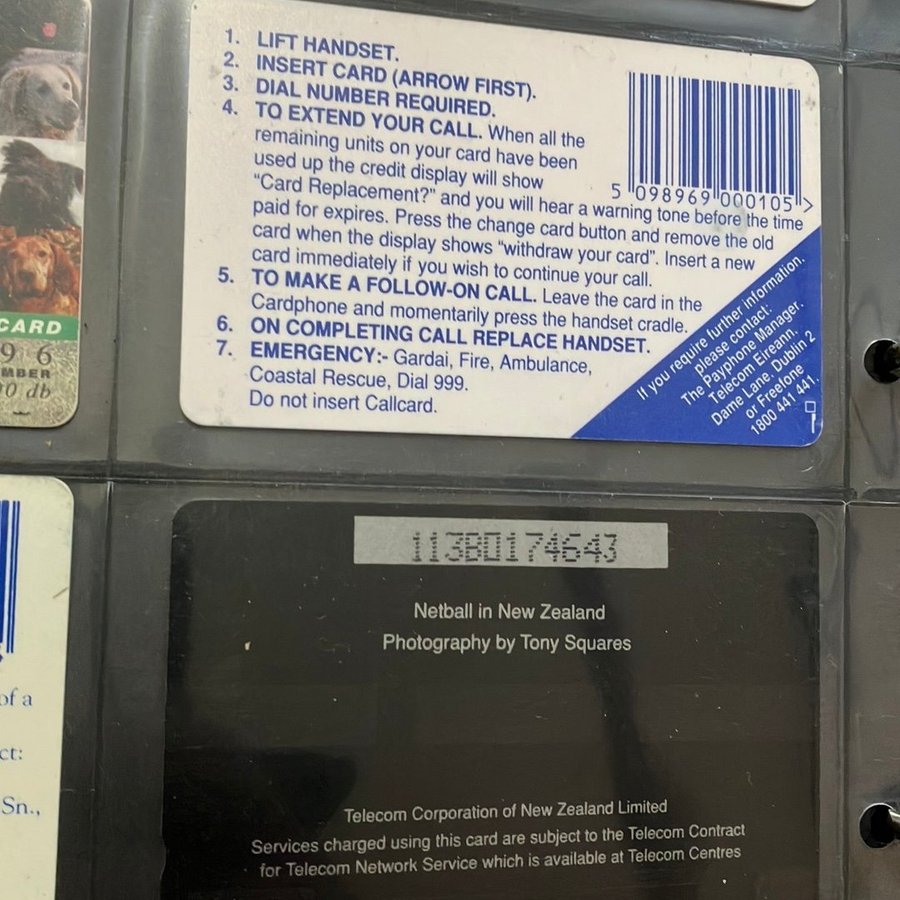 1. LIFT HANDSET.
2. INSERT CARD (ARROW FIRST).
3. DIAL NUMBER REQUIRED.
4. TO EXTEND YOUR CALL. When all the
remaining units on your card have been
used up the credit display will show
“Card Replacement?” and you will hear a warning tone before the time
paid for expires. Press the change card button and remove the old
card when the display shows “withdraw your card”. Insert a new
card immediately if you wish to continue your call.
5. TO MAKE A FOLLOW-ON CALL. Leave the card in the
Cardphone and momentarily press the handset cradle.
6. ON COMPLETING CALL REPLACE HANDSET.
7. EMERGENCY:- Gardai, Fire, Ambulance,
Coastal Rescue, Dial 999.
Do not insert Callcard.
5 098969 000105 >
If you require further information,
please contact:
The Payphone Manager,
Telecom Eireann,
Dame Lane, Dublin 2
or Freefone
1800 441 441.
CARD
9 6
MBER
00 db
of a
ct:
Sn.,
113B0174643
Netball in New Zealand
Photography by Tony Squares
Telecom Corporation of New Zealand Limited
Services charged using this card are subject to the Telecom Contract
for Telecom Network Service which is available at Telecom Centres